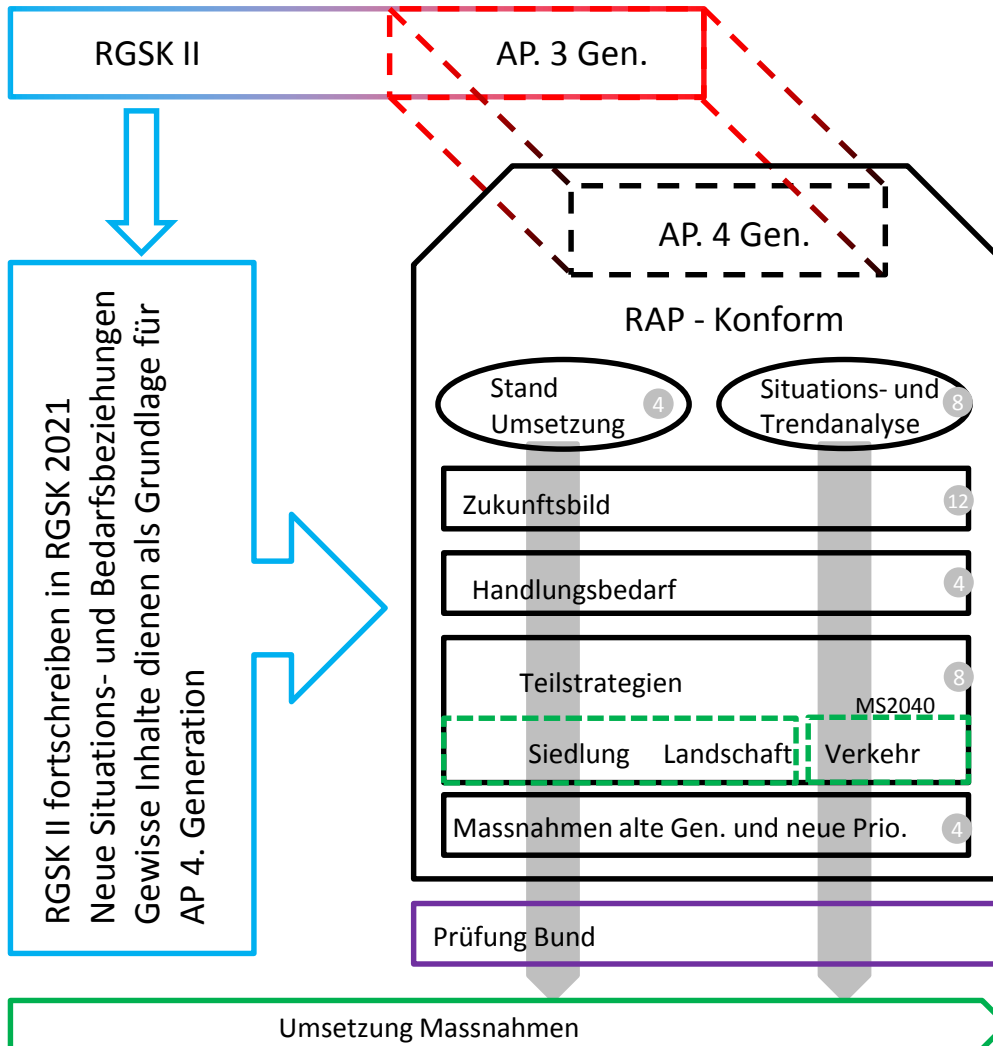 RGSK II
AP. 3 Gen.
RGSK II fortschreiben in RGSK 2021
Neue Situations- und Bedarfsbeziehungen
Gewisse Inhalte dienen als Grundlage für
AP 4. Generation
AP. 4 Gen.
RAP - Konform
Stand
Umsetzung
4
Situations- und
Trendanalyse
8
Zukunftsbild
12
Handlungsbedarf
4
Teilstrategien
8
MS2040
Siedlung Landschaft Verkehr
Massnahmen alte Gen. und neue Prio.
4
Prüfung Bund
Umsetzung Massnahmen